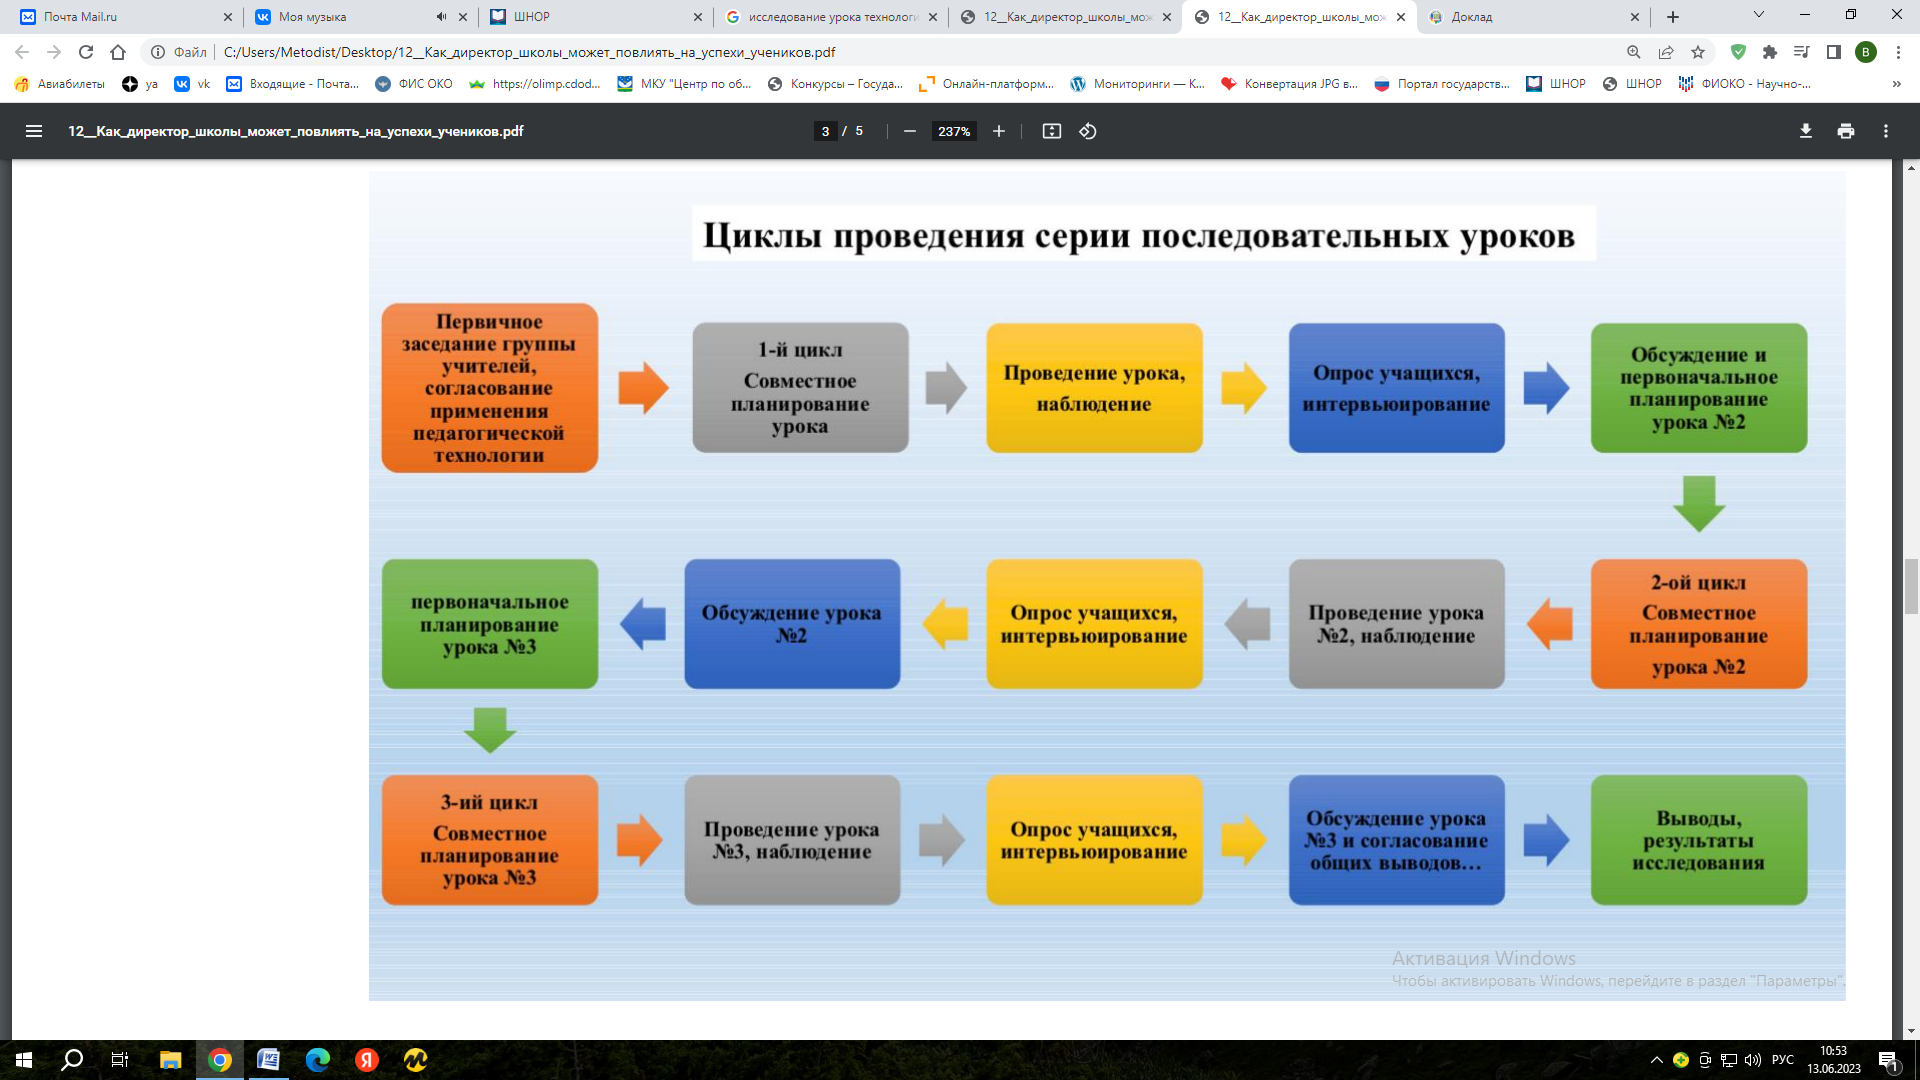 Почта Mail.ru
Моя музыка
ШНОР
исследование урока технологи
12__Как_директор_школы_мож
12__Как_директор_школы_мож
Доклад
Файл
C:/Users/Metodist/Desktop/12__Как_директор_школы_может_повлиять_на_успехи_учеников.pdf
В
Авиабилеты
ya
vk
Входящие - Почта...
ФИС ОКО
https://olimp.cdod...
МКУ "Центр по об...
Конкурсы – Госуда...
Онлайн-платформ...
Мониторинги — К...
Конвертация JPG в...
Портал государств...
ШНОР
ШНОР
ФИОКО - Научно-...
»
12__Как_директор_школы_может_повлиять_на_успехи_учеников.pdf
3 / 5
237%
Циклы проведения серии последовательных уроков
Первичное
заседание группы
учителей,
согласование
применения
педагогической
технологии
1-й цикл
Совместное
планирование
урока
Проведение урока,
наблюдение
Опрос учащихся,
интервьюирование
Обсуждение и
первоначальное
планирование
урока №2
2-ой цикл
Совместное
планирование
урока №2
Проведение урока
№2, наблюдение
Опрос учащихся,
интервьюирование
Обсуждение урока
№2
первоначальное
планирование
урока №3
3-ий цикл
Совместное
планирование
урока №3
Проведение урока
№3, наблюдение
Опрос учащихся,
интервьюирование
Обсуждение урока
№3 и согласование
общих выводов…
Выводы,
результаты
исследования
Активация Windows
Чтобы активировать Windows, перейдите в раздел "Параметры".
РУС
10:53
13.06.2023
1